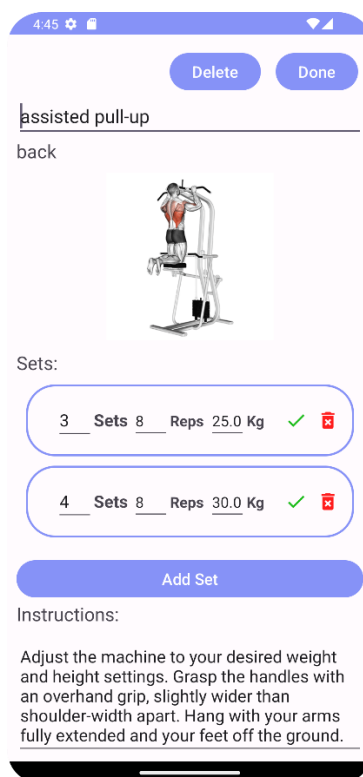 4:45
Delete Done
assisted pull-up
back
Sets:
3 Sets 8 Reps 25.0 Kg
4 Sets 8 Reps 30.0 Kg
Add Set
Instructions:
Adjust the machine to your desired weight
and height settings. Grasp the handles with
an overhand grip, slightly wider than
shoulder-width apart. Hang with your arms
fully extended and your feet off the ground.